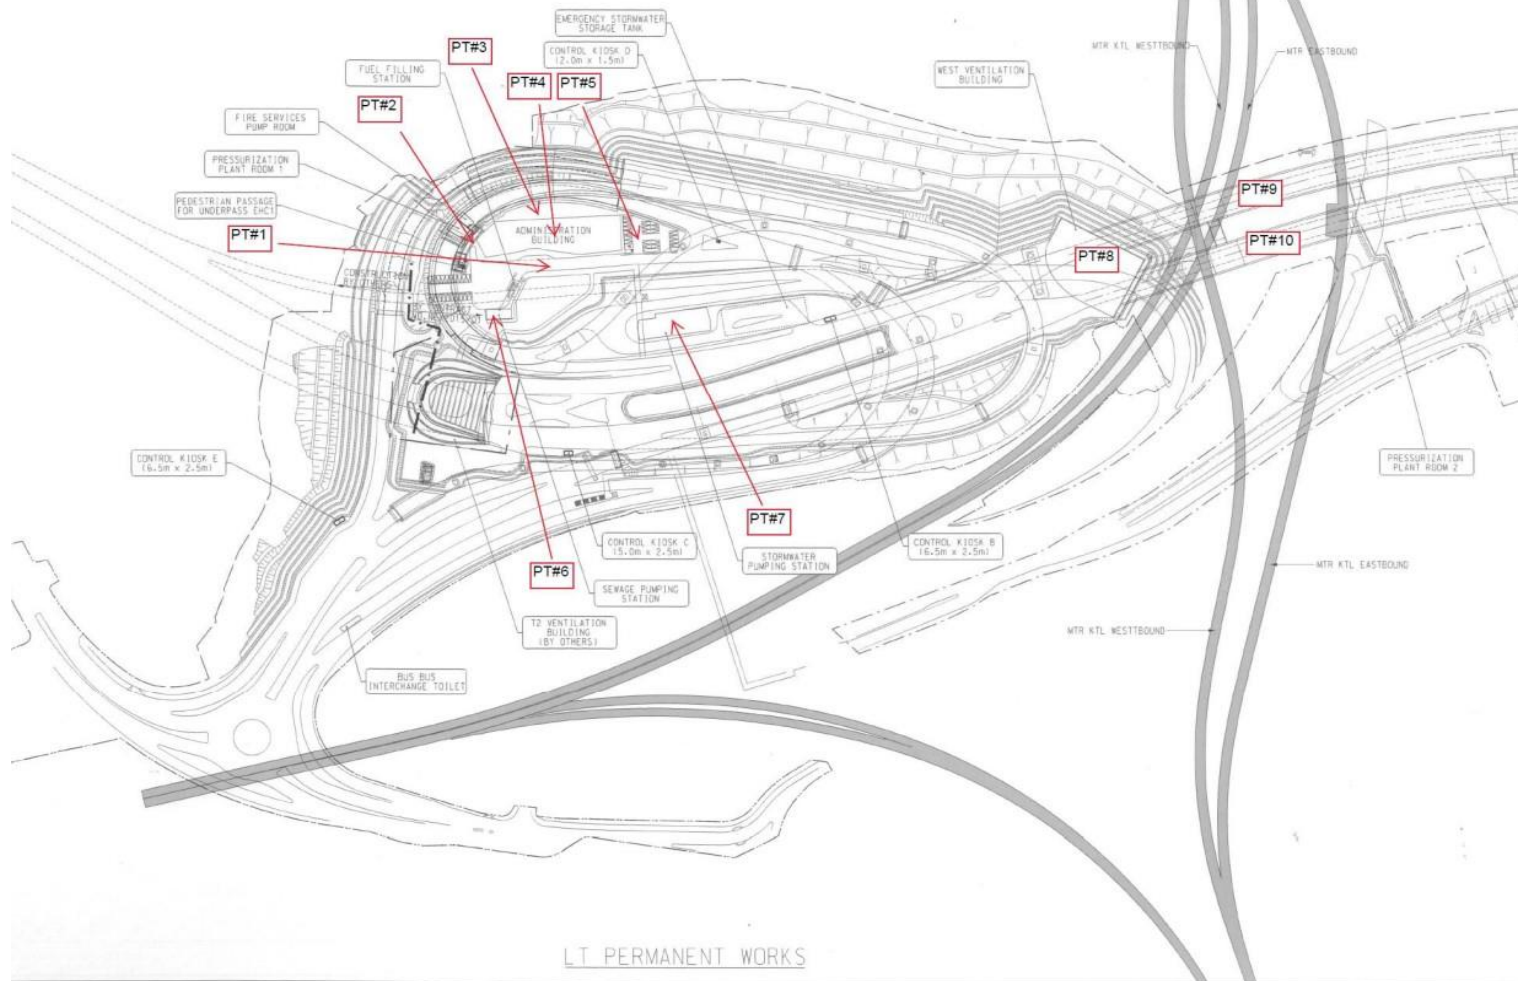 EMERGENCY STORMWATER
STORAGE TANK
PT#3
CONTROL KIOSK D
(2.0m x 1.5m)
MTR KTL WESTTBOUND
MTR EASTBOUND
FUEL FILLING
STATION
PT#4
PT#5
WEST VENTILATION
BUILDING
PT#2
FIRE SERVICES
PUMP ROOM
PRESSURIZATION
PLANT ROOM 1
PEDESTRIAN PASSAGE
FOR UNDERPASS EHC1
PT#9
PT#1
ADMINISTRATION
BUILDING
PT#10
PT#8
CONSTRUCTION
BY OTHERS
CONTROL KIOSK E
(6.5m x 2.5m)
PRESSURIZATION
PLANT ROOM 2
PT#7
CONTROL KIOSK C
(5.0m x 2.5m)
CONTROL KIOSK B
(6.5m x 2.5m)
STORMWATER
PUMPING STATION
PT#6
MTR KTL EASTBOUND
SEWAGE PUMPING
STATION
T2 VENTILATION
BUILDING
(BY OTHERS)
MTR KTL WESTTBOUND
BUS BUS
INTERCHANGE TOILET
LT PERMANENT WORKS